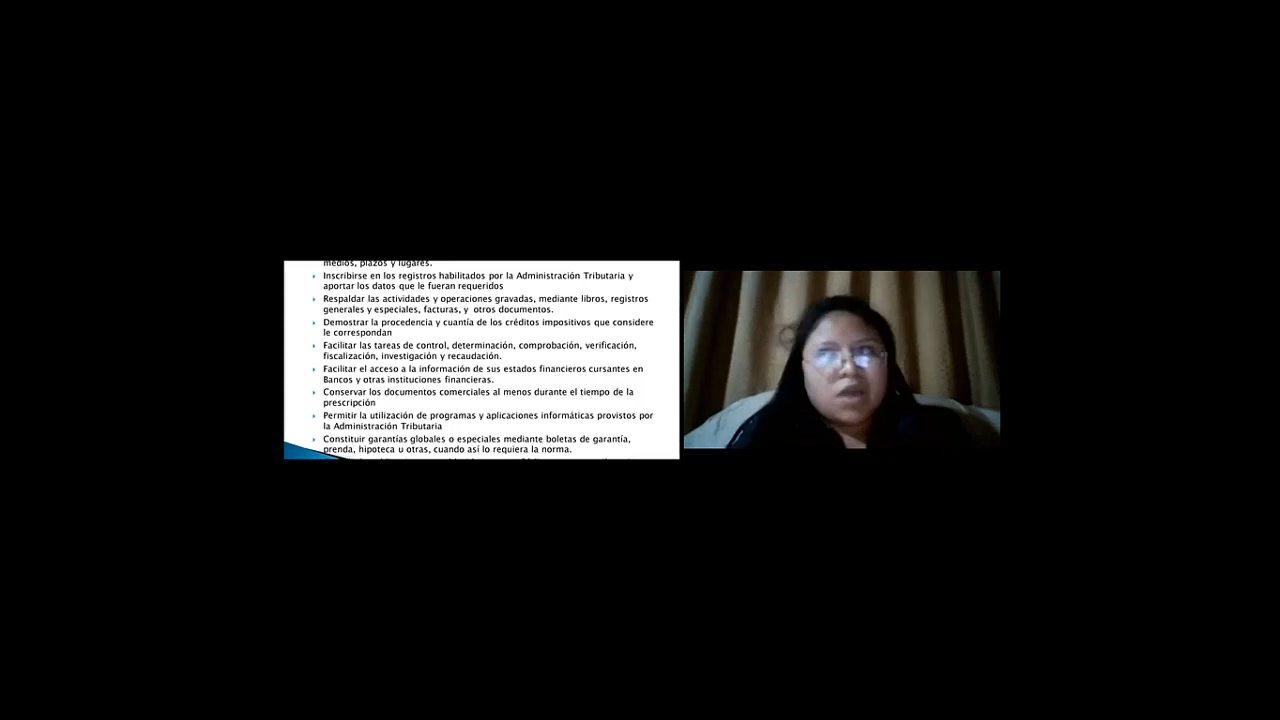 medios, plazos y lugares.
Inscribirse en los registros habilitados por la Administración Tributaria y
aportar los datos que le fueran requeridos
Respaldar las actividades y operaciones gravadas, mediante libros, registros
generales y especiales, facturas, y otros documentos.
Demostrar la procedencia y cuantía de los créditos impositivos que considere
le correspondan
Facilitar las tareas de control, determinación, comprobación, verificación,
fiscalización, investigación y recaudación.
Facilitar el acceso a la información de sus estados financieros cursantes en
Bancos y otras instituciones financieras.
Conservar los documentos comerciales al menos durante el tiempo de la
prescripción
Permitir la utilización de programas y aplicaciones informáticas provistos por
la Administración Tributaria
Constituir garantías globales o especiales mediante boletas de garantía,
prenda, hipoteca u otras, cuando así lo requiera la norma.